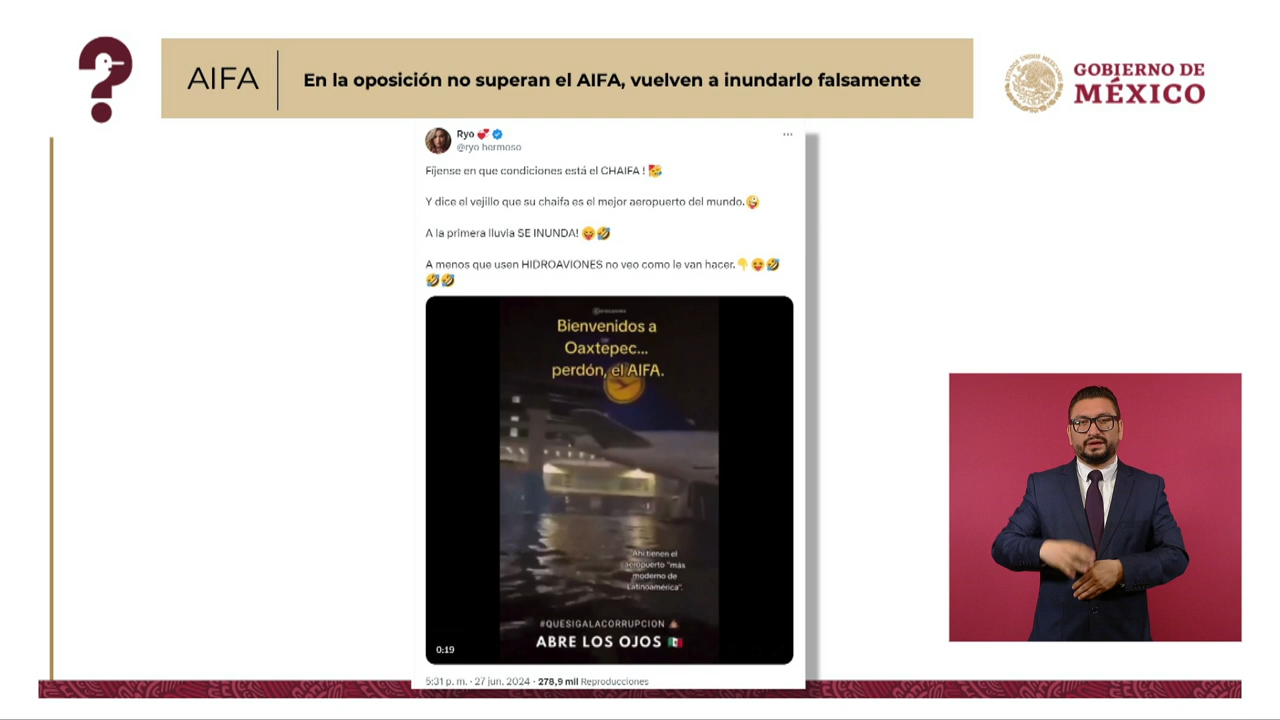 AIFA
En la oposición no superan el AIFA, vuelven a inundarlo falsamente
GOBIERNO DE
MÉXICO
Ryo 💞
@ryo hermoso
Fíjense en que condiciones está el CHAIFA ! 🥰
Y dice el vejillo que su chaifa es el mejor aeropuerto del mundo.🤪
A la primera lluvia SE INUNDA! 😝🤣
A menos que usen HIDROAVIONES no veo como le van hacer.👇😝🤣
🤣🤣
Bienvenidos a
Oaxtepec...
perdón, el AIFA.
Ahí tienen el
aeropuerto "más
moderno de
Latinoamérica".
#QUESIGALACORRUPCION 💩
ABRE LOS OJOS 🇲🇽
0:19
5:31 p. m. · 27 jun. 2024 · 278,9 mil Reproducciones